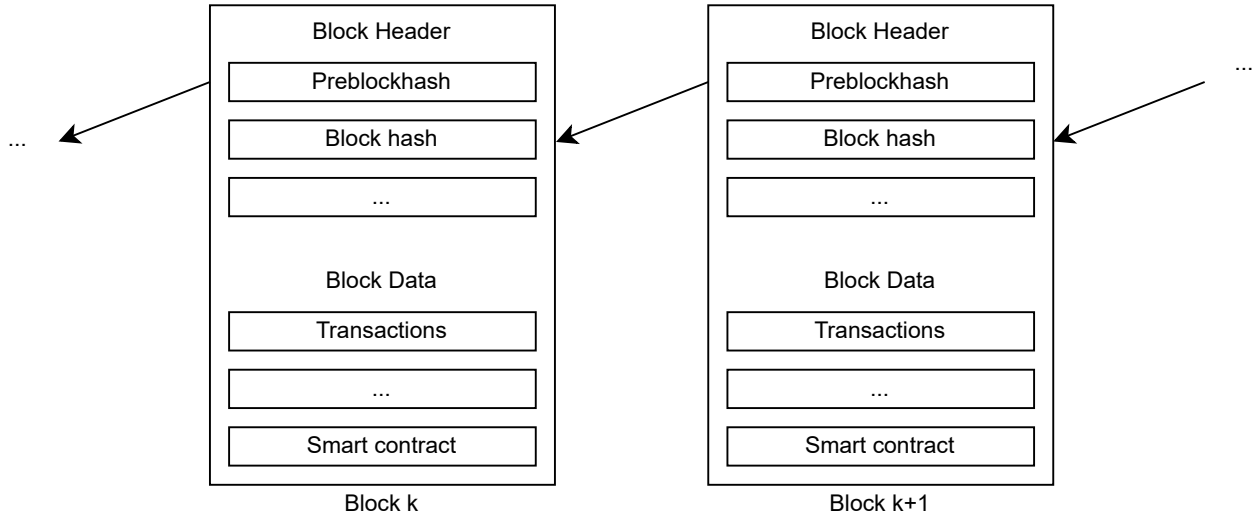 ...
Block Header
Preblockhash
Block hash
...
Block Data
Transactions
...
Smart contract
Block k
Block Header
Preblockhash
Block hash
...
Block Data
Transactions
...
Smart contract
Block k+1
...